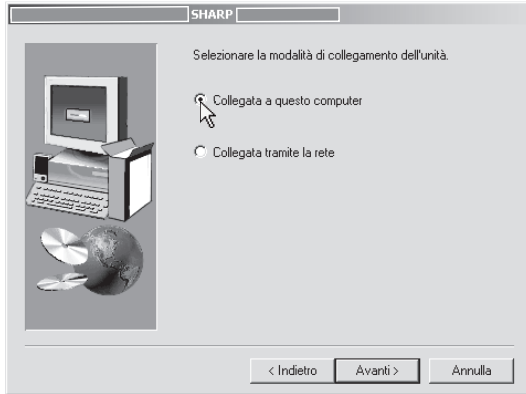 SHARP
Selezionare la modalità di collegamento dell'unità.
Collegata a questo computer
Collegata tramite la rete
< Indietro
Avanti >
Annulla